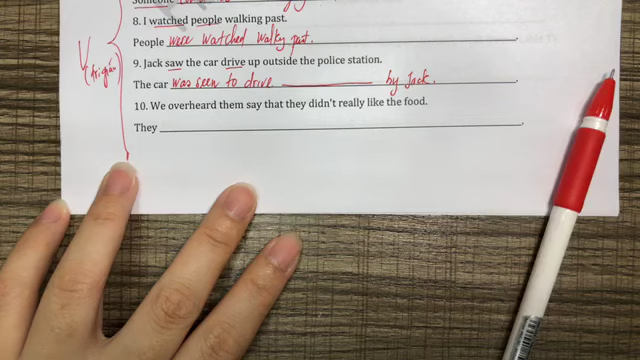 Someone
8. I watched people walking past.
People were watched walking past.
9. Jack saw the car drive up outside the police station.
The car was seen to drive by Jack.
10. We overheard them say that they didn't really like the food.
They